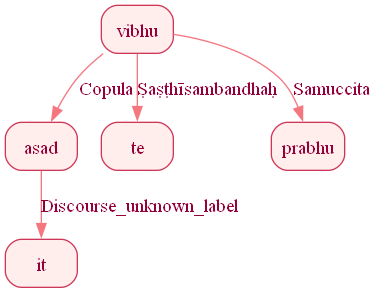 vibhu
Copula Ṣaṣṭhīsambandhaḥ Samuccita
asad te prabhu
Discourse_unknown_label
it